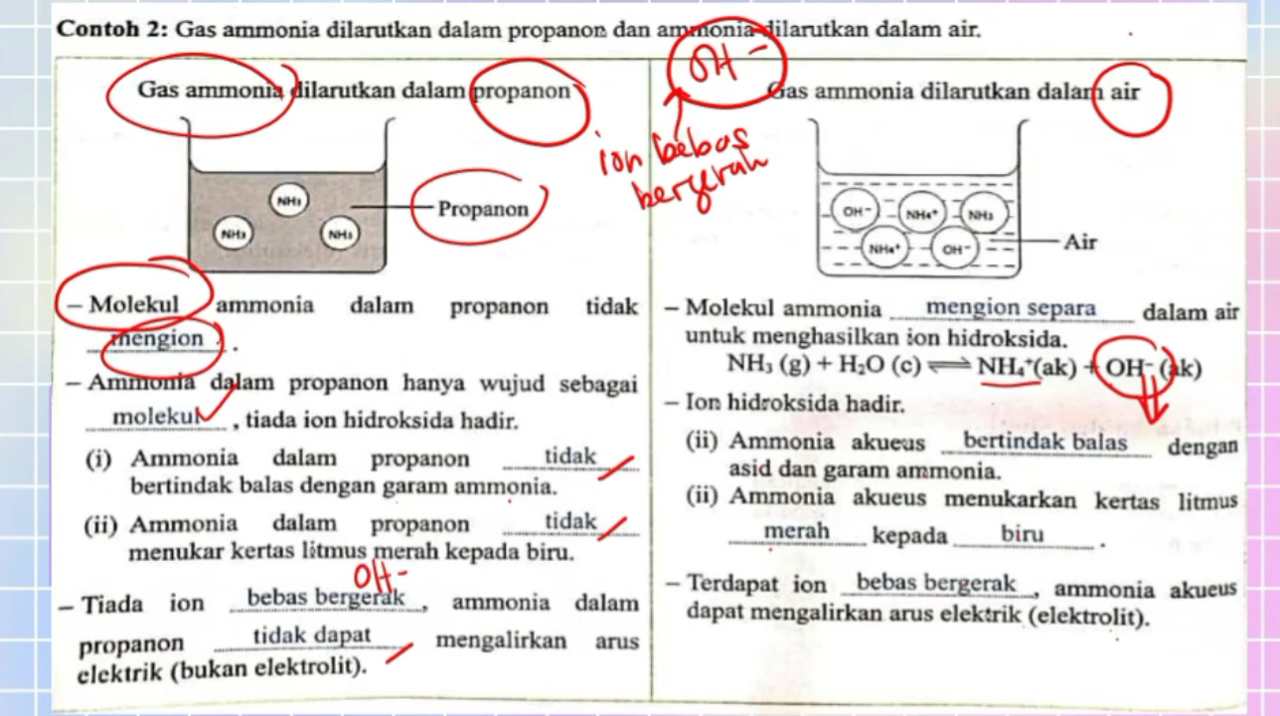 Contoh 2: Gas ammonia dilarutkan dalam propanon dan ammonia dilarutkan dalam air.
Gas ammonia dilarutkan dalam propanon
NH₃
NH₃
NH₃
Propanon
– Molekul ammonia dalam propanon tidak
mengion .
– Ammonia dalam propanon hanya wujud sebagai
molekul , tiada ion hidroksida hadir.
(i) Ammonia dalam propanon tidak
bertindak balas dengan garam ammonia.
(ii) Ammonia dalam propanon tidak
menukar kertas litmus merah kepada biru.
OH-
– Tiada ion bebas bergerak , ammonia dalam
propanon tidak dapat mengalirkan arus
elektrik (bukan elektrolit).
OH-
ion bebas
bergerak
Gas ammonia dilarutkan dalam air
OH⁻ NH₄⁺ NH₃
NH₄⁺ OH⁻
Air
– Molekul ammonia mengion separa dalam air
untuk menghasilkan ion hidroksida.
NH₃ (g) + H₂O (c) ⇌ NH₄⁺(ak) + OH⁻ (ak)
– Ion hidroksida hadir.
(ii) Ammonia akueus bertindak balas dengan
asid dan garam ammonia.
(ii) Ammonia akueus menukarkan kertas litmus
merah kepada biru .
– Terdapat ion bebas bergerak , ammonia akueus
dapat mengalirkan arus elektrik (elektrolit).